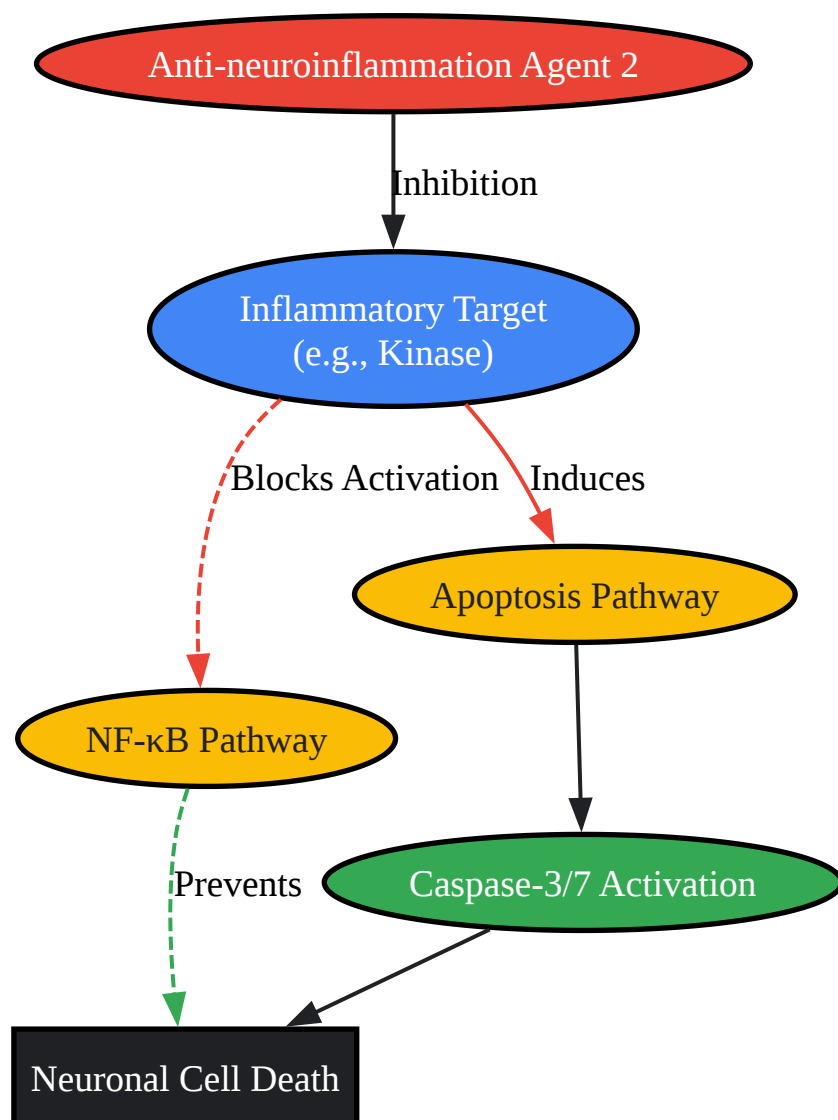 Anti-neuroinflammation Agent 2
Inhibition
Inflammatory Target
(e.g., Kinase)
Blocks Activation
Induces
Apoptosis Pathway
NF-κB Pathway
Prevents
Caspase-3/7 Activation
Neuronal Cell Death